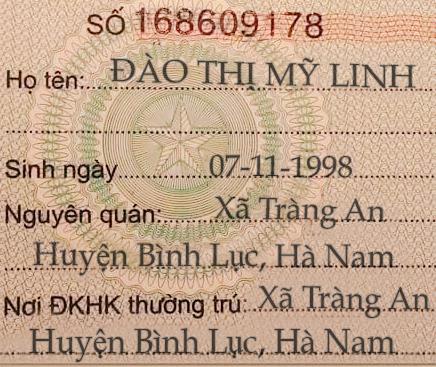 SỐ 168609178
Họ tên: ĐÀO THỊ MỸ LINH
Sinh ngày 07-11-1998
Nguyên quán: Xã Tràng An
Huyện Bình Lục, Hà Nam
Nơi ĐKHK thường trú: Xã Tràng An
Huyện Bình Lục, Hà Nam